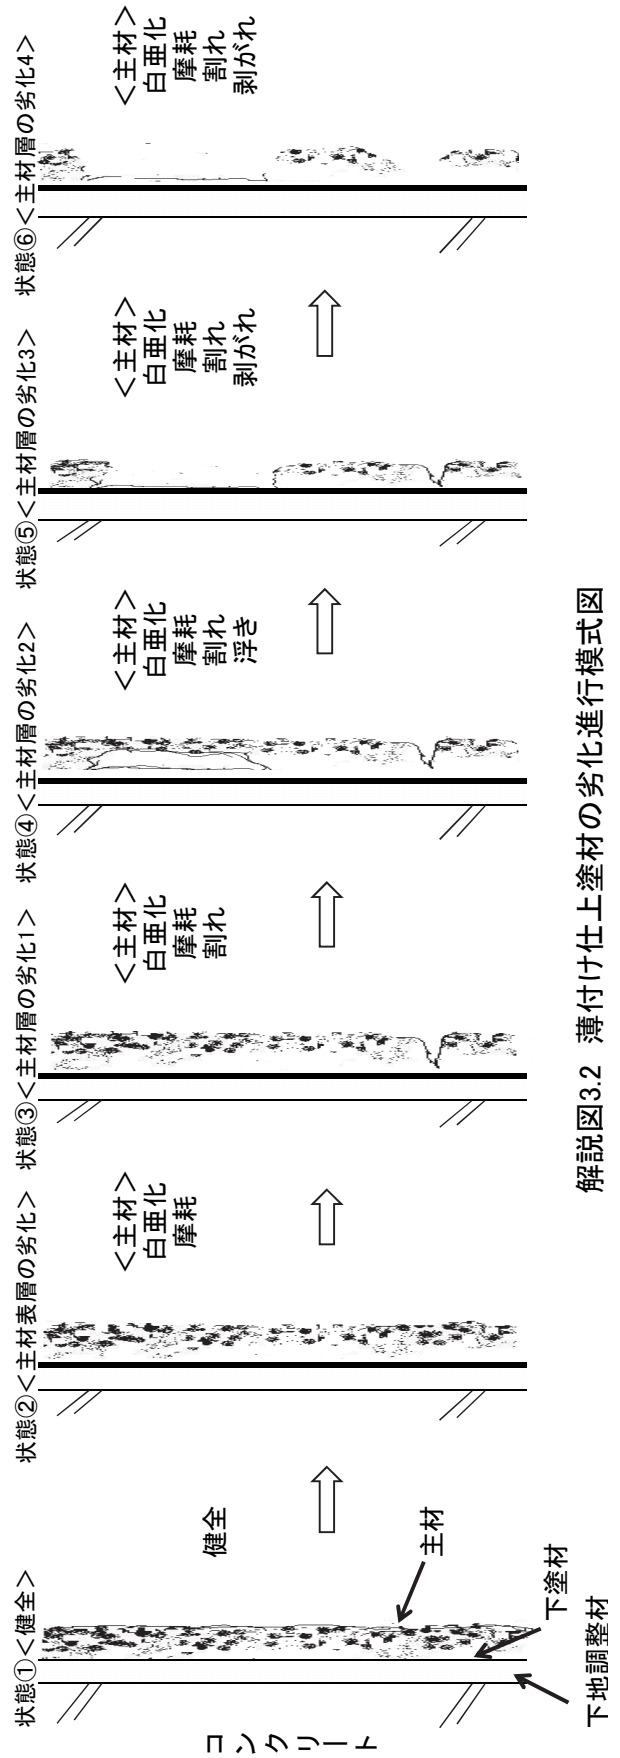 状態①<健全>
状態②<主材表層の劣化>
状態③<主材層の劣化1>
状態④<主材層の劣化2>
状態⑤<主材層の劣化3>
状態⑥<主材層の劣化4>
コンクリート
健全
主材
下塗材
下地調整材
<主材>
白亜化
摩耗
<主材>
白亜化
摩耗
割れ
<主材>
白亜化
摩耗
割れ
浮き
<主材>
白亜化
摩耗
割れ
剥がれ
<主材>
白亜化
摩耗
割れ
剥がれ
解説図3.2 薄付け仕上塗材の劣化進行模式図